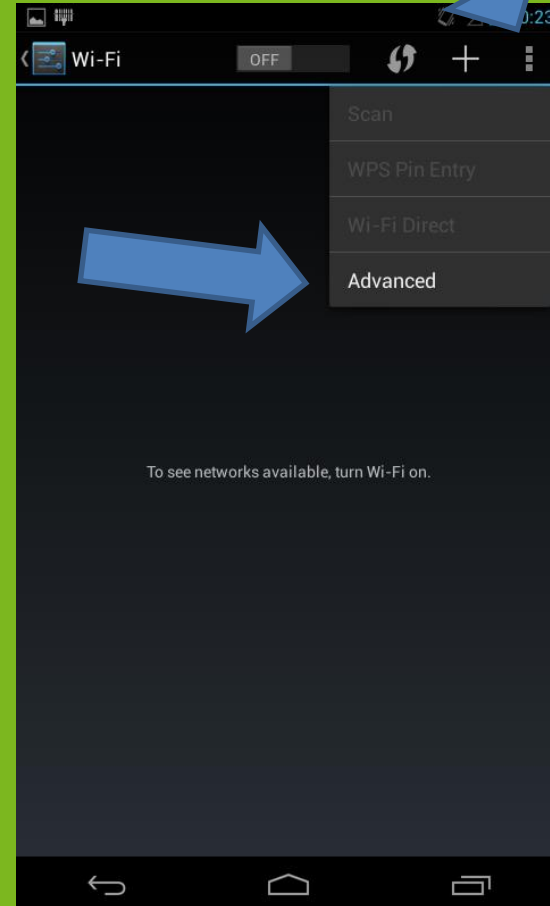 :23
Wi-Fi
OFF
Scan
WPS Pin Entry
Wi-Fi Direct
Advanced
To see networks available, turn Wi-Fi on.